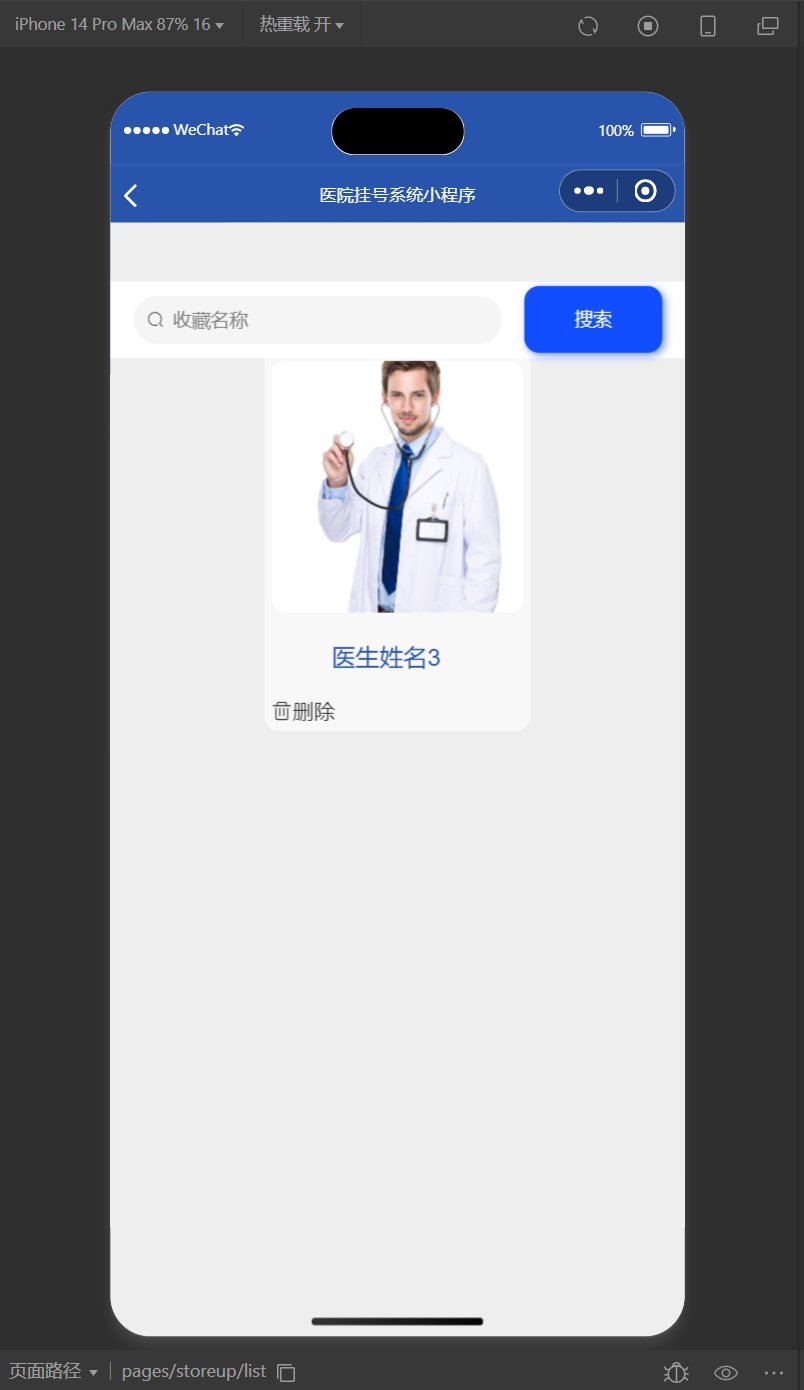 iPhone 14 Pro Max 87% 16
热重载 开
WeChat
100%
医院挂号系统小程序
收藏名称
搜索
医生姓名3
删除
页面路径
pages/storeup/list